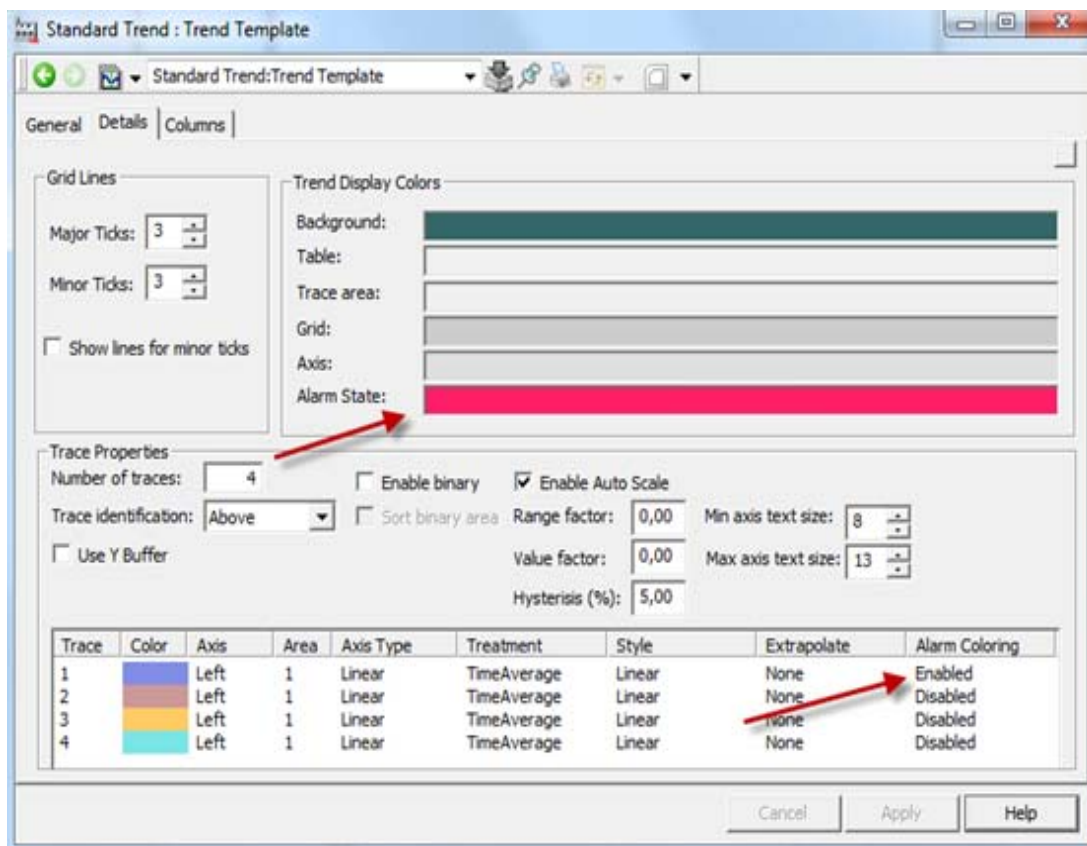 Standard Trend : Trend Template
Standard Trend:Trend Template
General Details Columns
Grid Lines
Major Ticks: 3
Minor Ticks: 3
Show lines for minor ticks
Trend Display Colors
Background:
Table:
Trace area:
Grid:
Axis:
Alarm State:
Trace Properties
Number of traces: 4
Trace identification: Above
Use Y Buffer
Enable binary
Sort binary area
Enable Auto Scale
Range factor: 0,00
Value factor: 0,00
Hysterisis (%): 5,00
Min axis text size: 8
Max axis text size: 13
Trace Color Axis Area Axis Type Treatment Style Extrapolate Alarm Coloring
1 Left 1 Linear TimeAverage Linear None Enabled
2 Left 1 Linear TimeAverage Linear None Disabled
3 Left 1 Linear TimeAverage Linear None Disabled
4 Left 1 Linear TimeAverage Linear None Disabled
Cancel Apply Help